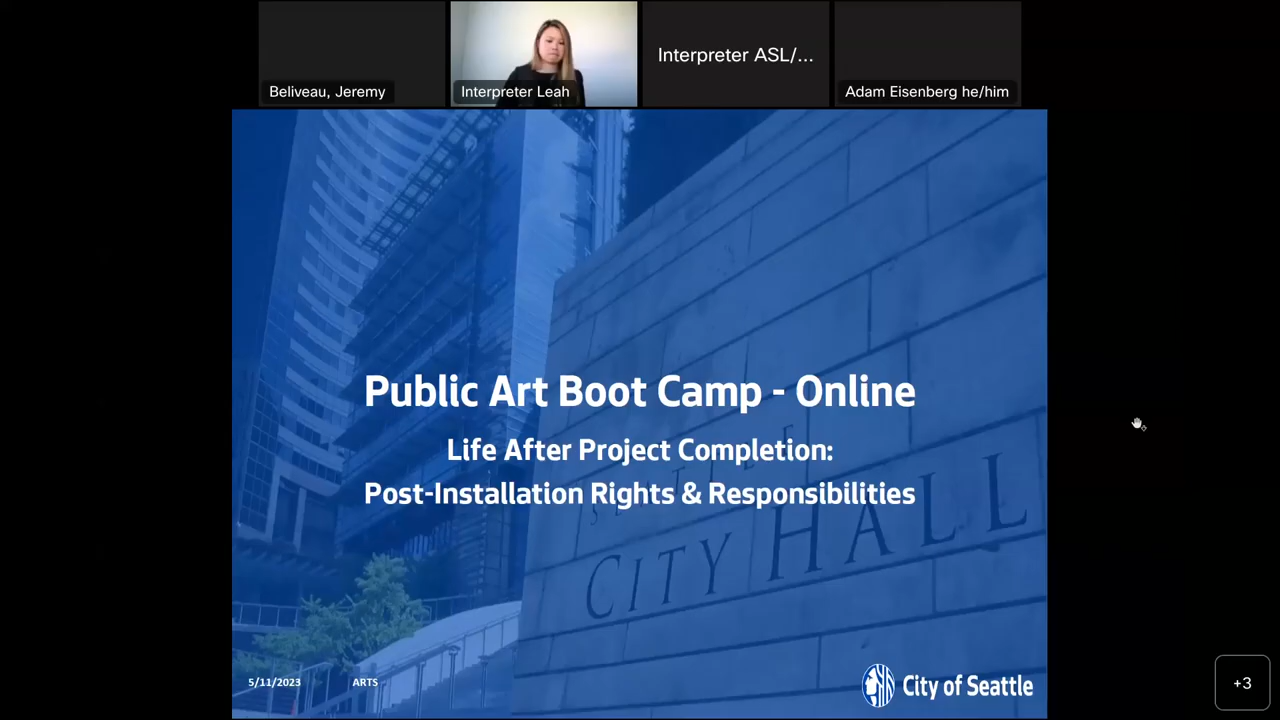 Interpreter ASL/...
Beliveau, Jeremy
Interpreter Leah
Adam Eisenberg he/him
Public Art Boot Camp - Online
Life After Project Completion:
Post-Installation Rights & Responsibilities
SEATTLE
CITY HALL
5/11/2023
ARTS
City of Seattle
+3